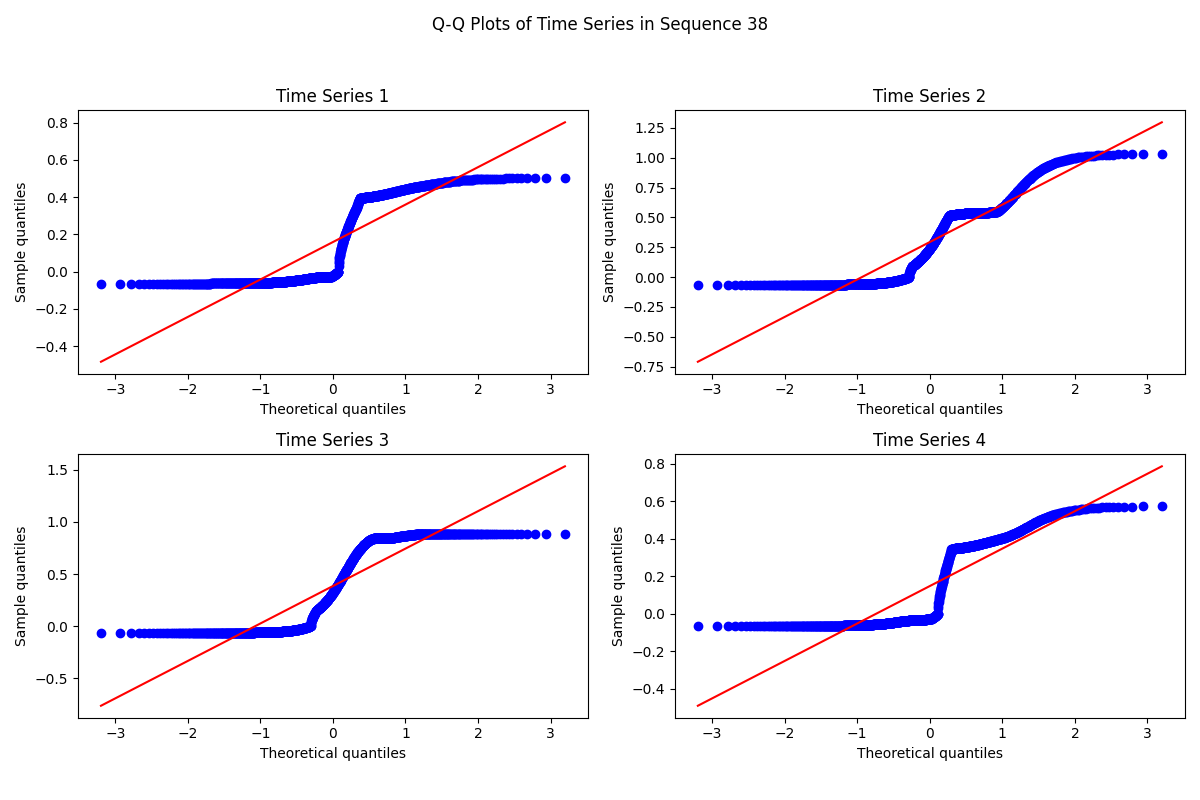 Q-Q Plots of Time Series in Sequence 38
Time Series 1
0.8
0.6
0.4
0.2
0.0
−0.2
−0.4
Sample quantiles
−3 −2 −1 0 1 2 3
Theoretical quantiles
Time Series 2
1.25
1.00
0.75
0.50
0.25
0.00
−0.25
−0.50
−0.75
Sample quantiles
−3 −2 −1 0 1 2 3
Theoretical quantiles
Time Series 3
1.5
1.0
0.5
0.0
−0.5
Sample quantiles
−3 −2 −1 0 1 2 3
Theoretical quantiles
Time Series 4
0.8
0.6
0.4
0.2
0.0
−0.2
−0.4
Sample quantiles
−3 −2 −1 0 1 2 3
Theoretical quantiles